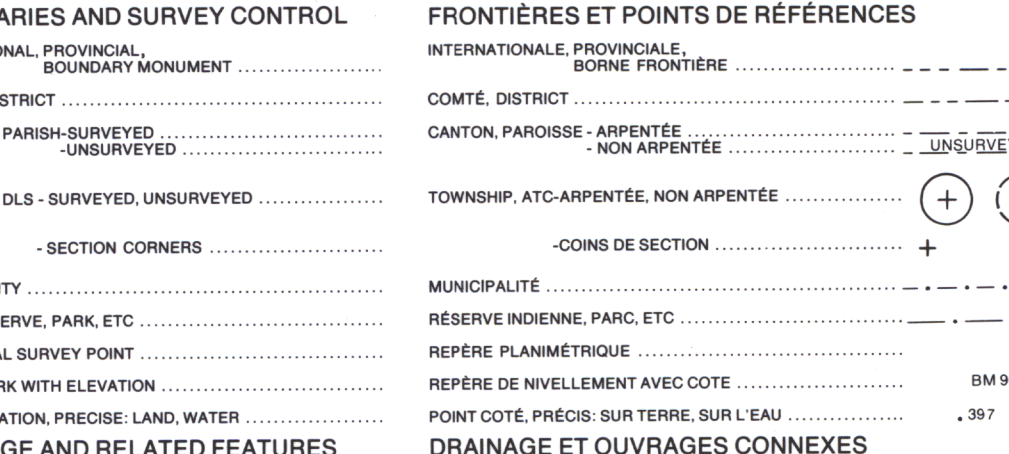 ARIES AND SURVEY CONTROL
ONAL, PROVINCIAL,
BOUNDARY MONUMENT
STRICT
PARISH-SURVEYED
-UNSURVEYED
DLS - SURVEYED, UNSURVEYED
- SECTION CORNERS
ITY
ERVE, PARK, ETC
AL SURVEY POINT
RK WITH ELEVATION
ATION, PRECISE: LAND, WATER
GE AND RELATED FEATURES
FRONTIÈRES ET POINTS DE RÉFÉRENCES
INTERNATIONALE, PROVINCIALE,
BORNE FRONTIÈRE
COMTÉ, DISTRICT
CANTON, PAROISSE - ARPENTÉE
- NON ARPENTÉE
UNSURVEY
TOWNSHIP, ATC-ARPENTÉE, NON ARPENTÉE
-COINS DE SECTION
MUNICIPALITÉ
RÉSERVE INDIENNE, PARC, ETC
REPÈRE PLANIMÉTRIQUE
REPÈRE DE NIVELLEMENT AVEC COTE
BM 9
POINT COTÉ, PRÉCIS: SUR TERRE, SUR L'EAU
.397
DRAINAGE ET OUVRAGES CONNEXES